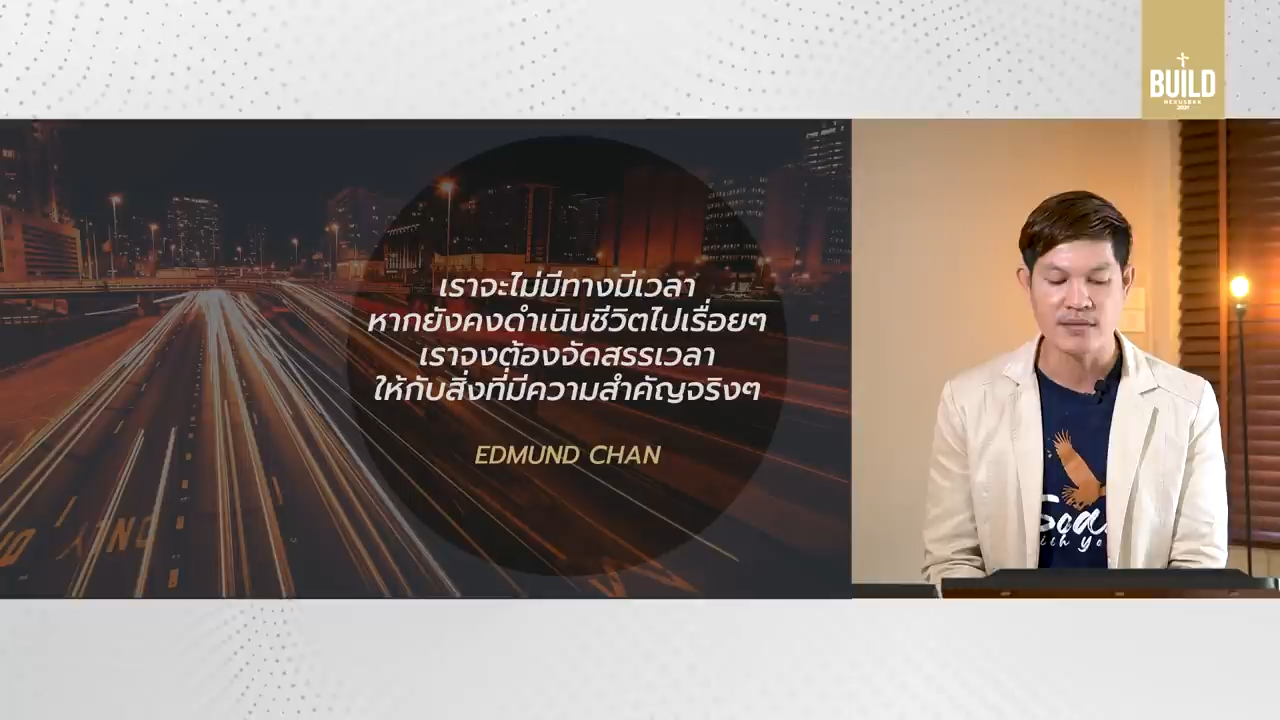 BUILD
NEXUSBKK
2021
เราจะไม่มีทางมีเวลา
หากยังคงดำเนินชีวิตไปเรื่อยๆ
เราจงต้องจัดสรรเวลา
ให้กับสิ่งที่มีความสำคัญจริงๆ
EDMUND CHAN
ONLY